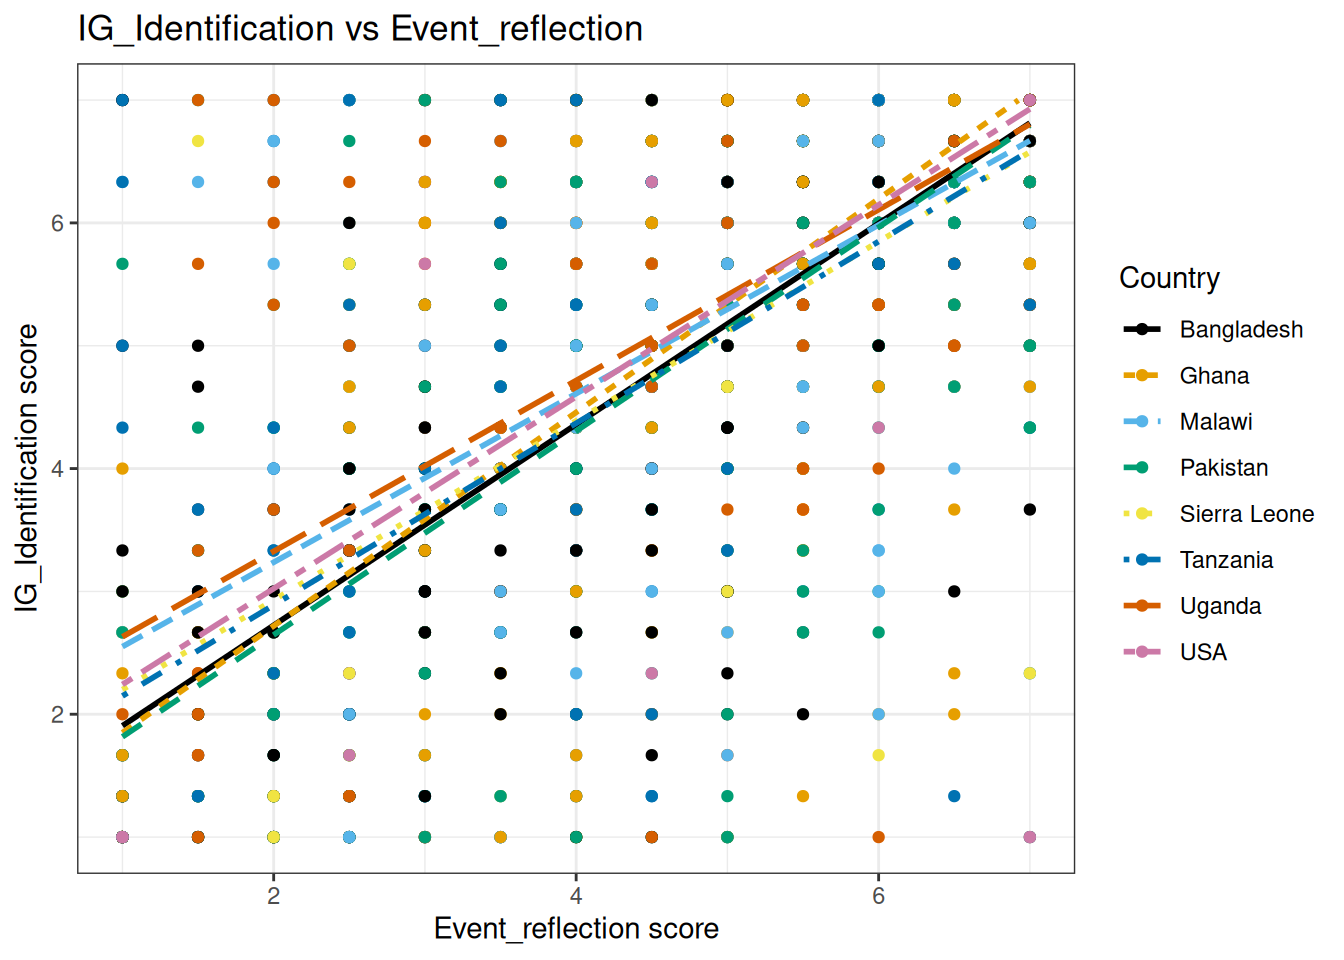 IG_Identification vs Event_reflection
IG_Identification score
6
4
2
2
4
6
Event_reflection score
Country
Bangladesh
Ghana
Malawi
Pakistan
Sierra Leone
Tanzania
Uganda
USA